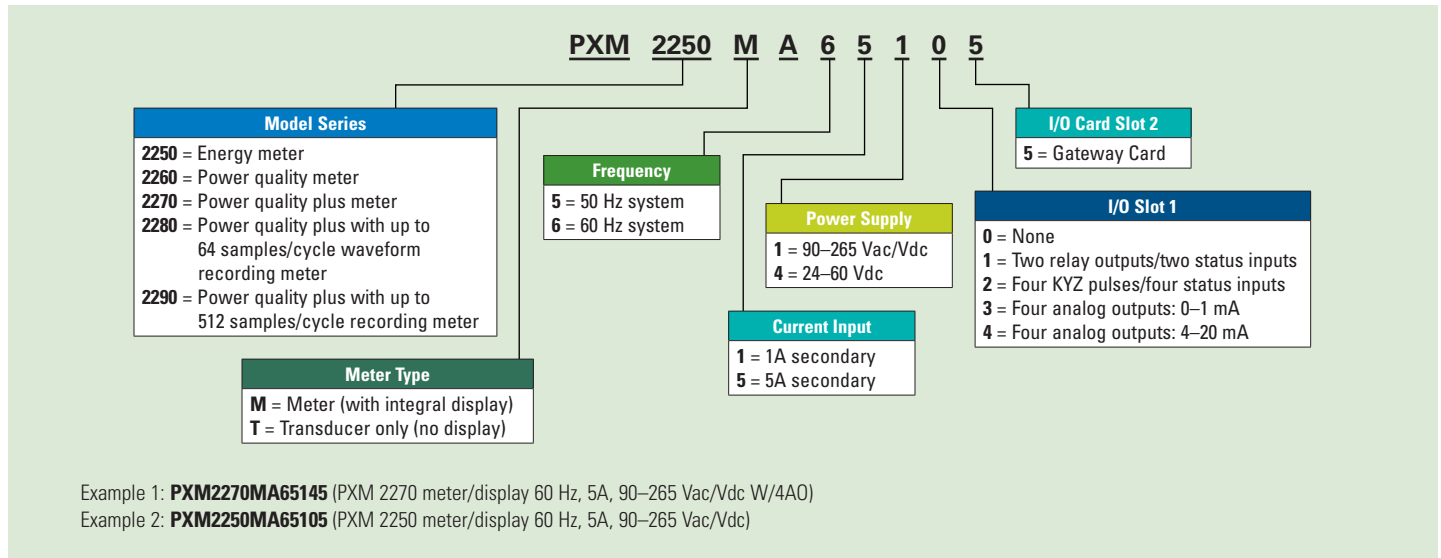 PXM 2250 M A 6 5 1 0 5
Model Series
2250 = Energy meter
2260 = Power quality meter
2270 = Power quality plus meter
2280 = Power quality plus with up to
64 samples/cycle waveform
recording meter
2290 = Power quality plus with up to
512 samples/cycle recording meter
Meter Type
M = Meter (with integral display)
T = Transducer only (no display)
Frequency
5 = 50 Hz system
6 = 60 Hz system
Current Input
1 = 1A secondary
5 = 5A secondary
Power Supply
1 = 90–265 Vac/Vdc
4 = 24–60 Vdc
I/O Slot 1
0 = None
1 = Two relay outputs/two status inputs
2 = Four KYZ pulses/four status inputs
3 = Four analog outputs: 0–1 mA
4 = Four analog outputs: 4–20 mA
I/O Card Slot 2
5 = Gateway Card
Example 1: PXM2270MA65145 (PXM 2270 meter/display 60 Hz, 5A, 90–265 Vac/Vdc W/4AO)
Example 2: PXM2250MA65105 (PXM 2250 meter/display 60 Hz, 5A, 90–265 Vac/Vdc)